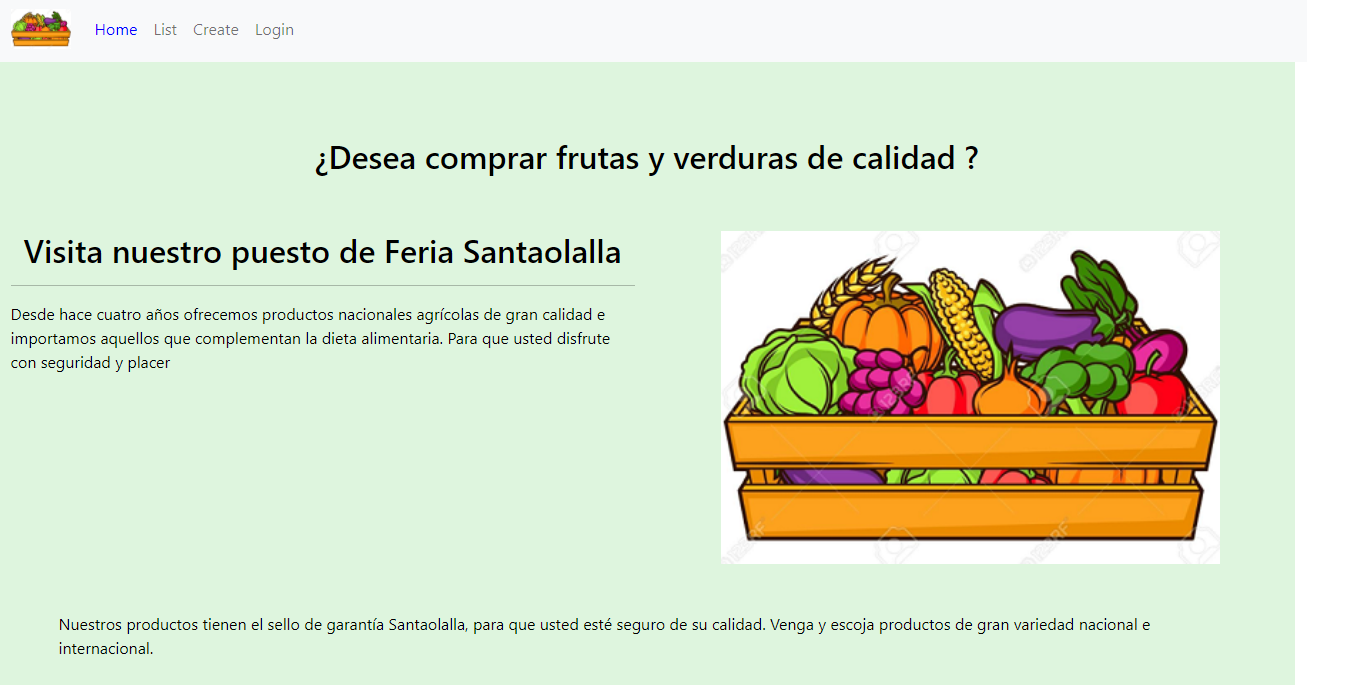 Home List Create Login
¿Desea comprar frutas y verduras de calidad ?
Visita nuestro puesto de Feria Santaolalla
Desde hace cuatro años ofrecemos productos nacionales agrícolas de gran calidad e
importamos aquellos que complementan la dieta alimentaria. Para que usted disfrute
con seguridad y placer
Nuestros productos tienen el sello de garantía Santaolalla, para que usted esté seguro de su calidad. Venga y escoja productos de gran variedad nacional e
internacional.